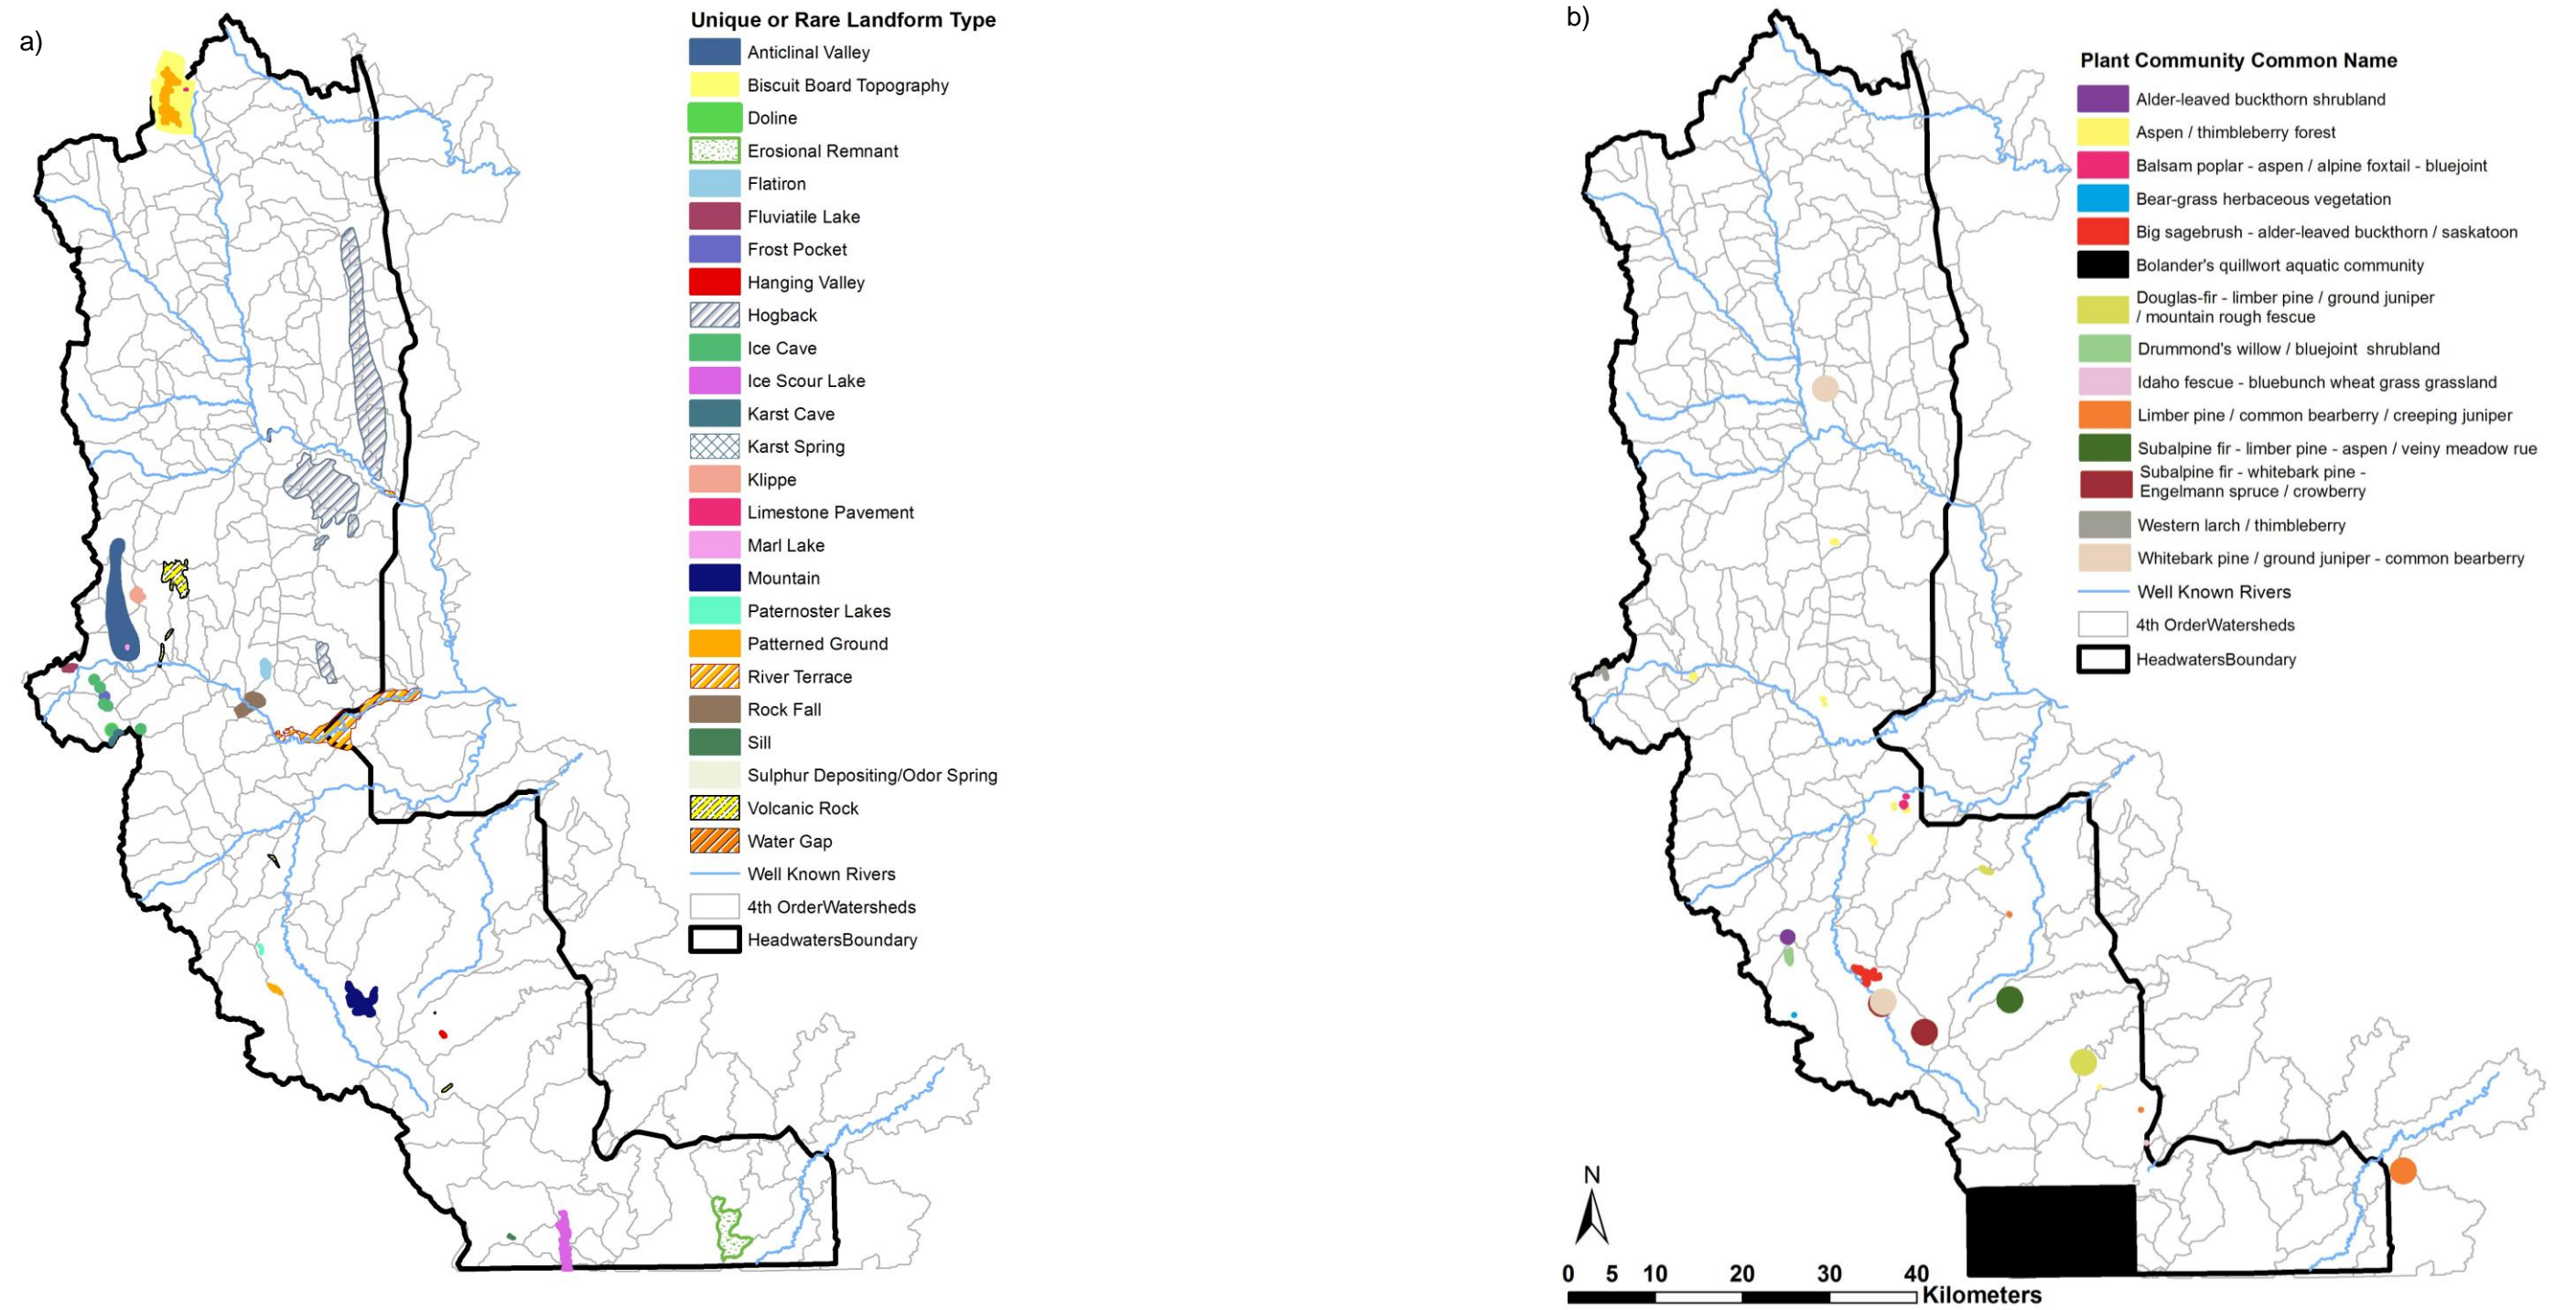 a)
Unique or Rare Landform Type
Anticlinal Valley
Biscuit Board Topography
Doline
Erosional Remnant
Flatiron
Fluviatile Lake
Frost Pocket
Hanging Valley
Hogback
Ice Cave
Ice Scour Lake
Karst Cave
Karst Spring
Klippe
Limestone Pavement
Marl Lake
Mountain
Paternoster Lakes
Patterned Ground
River Terrace
Rock Fall
Sill
Sulphur Depositing/Odor Spring
Volcanic Rock
Water Gap
Well Known Rivers
4th OrderWatersheds
HeadwatersBoundary
b)
Plant Community Common Name
Alder-leaved buckthorn shrubland
Aspen / thimbleberry forest
Balsam poplar - aspen / alpine foxtail - bluejoint
Bear-grass herbaceous vegetation
Big sagebrush - alder-leaved buckthorn / saskatoon
Bolander's quillwort aquatic community
Douglas-fir - limber pine / ground juniper
/ mountain rough fescue
Drummond's willow / bluejoint shrubland
Idaho fescue - bluebunch wheat grass grassland
Limber pine / common bearberry / creeping juniper
Subalpine fir - limber pine - aspen / veiny meadow rue
Subalpine fir - whitebark pine -
Engelmann spruce / crowberry
Western larch / thimbleberry
Whitebark pine / ground juniper - common bearberry
Well Known Rivers
4th OrderWatersheds
HeadwatersBoundary
N
0 5 10 20 30 40
Kilometers